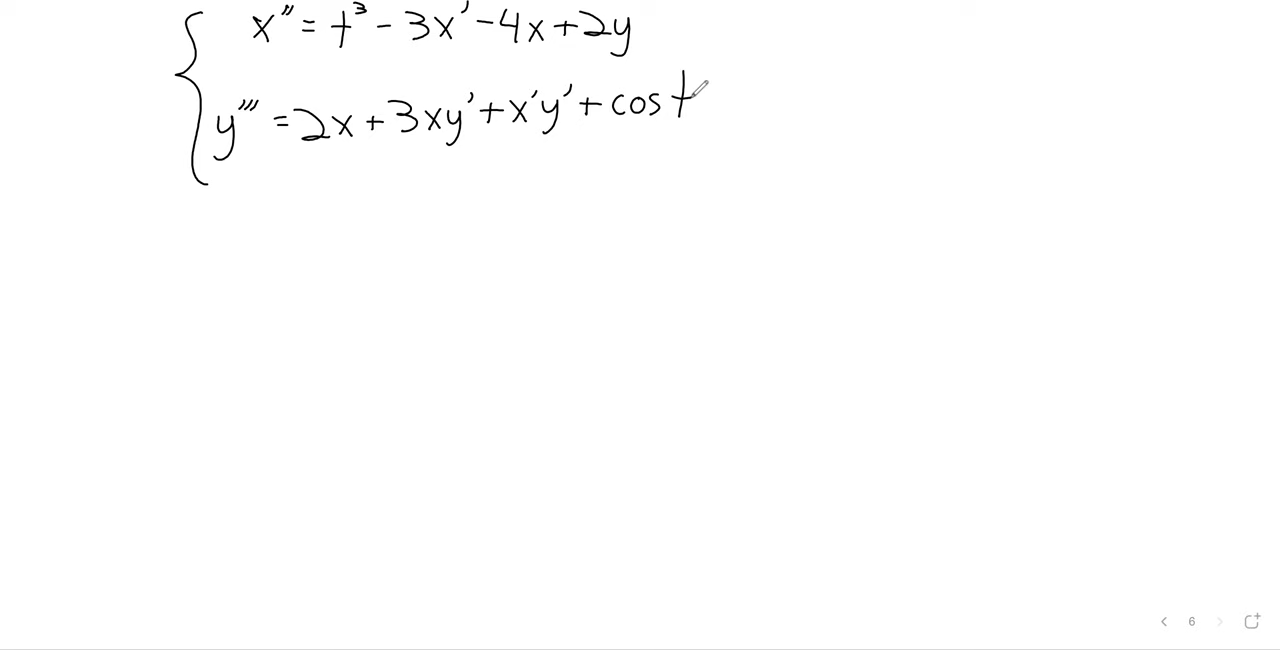 x'' = t³ - 3x' - 4x + 2y
y''' = 2x + 3xy' + x'y' + cos t
6